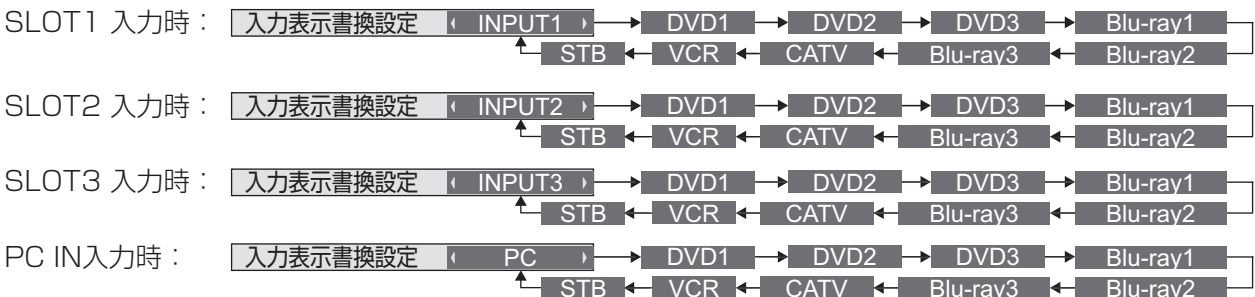 SLOT1 入力時： 入力表示書換設定 INPUT1 DVD1 DVD2 DVD3 Blu-ray1
STB VCR CATV Blu-ray3 Blu-ray2
SLOT2 入力時： 入力表示書換設定 INPUT2 DVD1 DVD2 DVD3 Blu-ray1
STB VCR CATV Blu-ray3 Blu-ray2
SLOT3 入力時： 入力表示書換設定 INPUT3 DVD1 DVD2 DVD3 Blu-ray1
STB VCR CATV Blu-ray3 Blu-ray2
PC IN入力時： 入力表示書換設定 PC DVD1 DVD2 DVD3 Blu-ray1
STB VCR CATV Blu-ray3 Blu-ray2